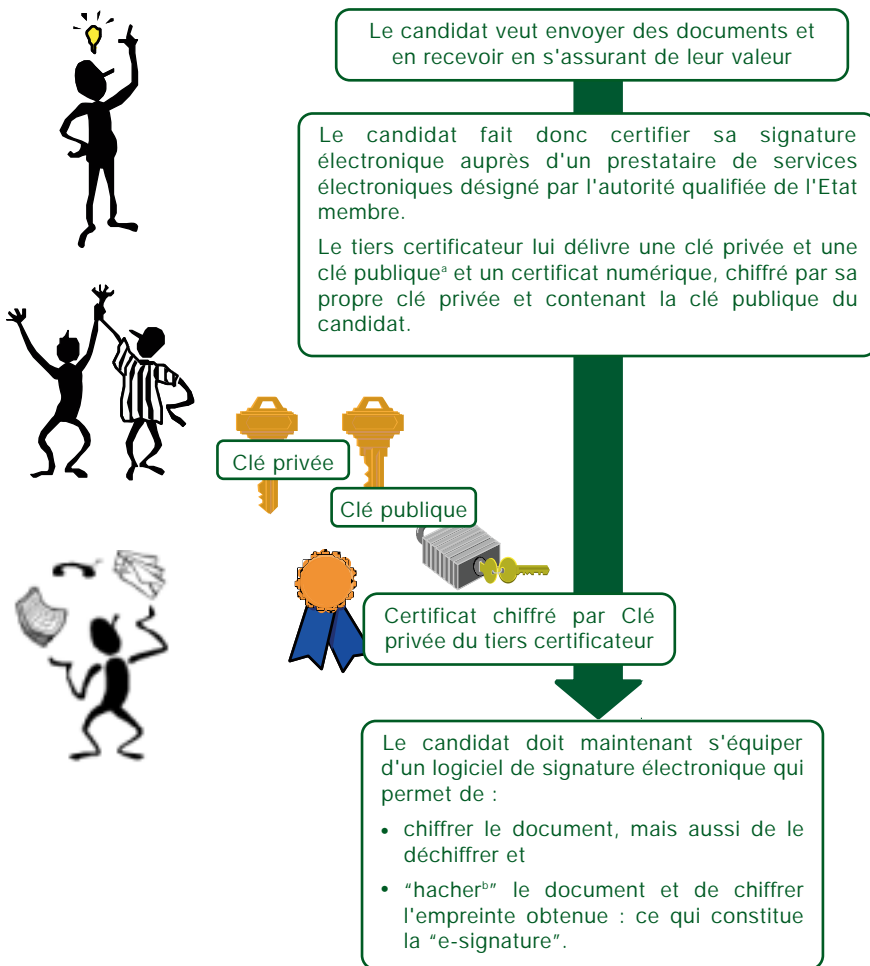 Le candidat veut envoyer des documents et
en recevoir en s'assurant de leur valeur
Le candidat fait donc certifier sa signature
électronique auprès d'un prestataire de services
électroniques désigné par l'autorité qualifiée de l'Etat
membre.
Le tiers certificateur lui délivre une clé privée et une
clé publiqueᵃ et un certificat numérique, chiffré par sa
propre clé privée et contenant la clé publique du
candidat.
Clé privée
Clé publique
Certificat chiffré par Clé
privée du tiers certificateur
Le candidat doit maintenant s'équiper
d'un logiciel de signature électronique qui
permet de :
• chiffrer le document, mais aussi de le
déchiffrer et
• “hacherᵇ” le document et de chiffrer
l'empreinte obtenue : ce qui constitue
la “e-signature”.